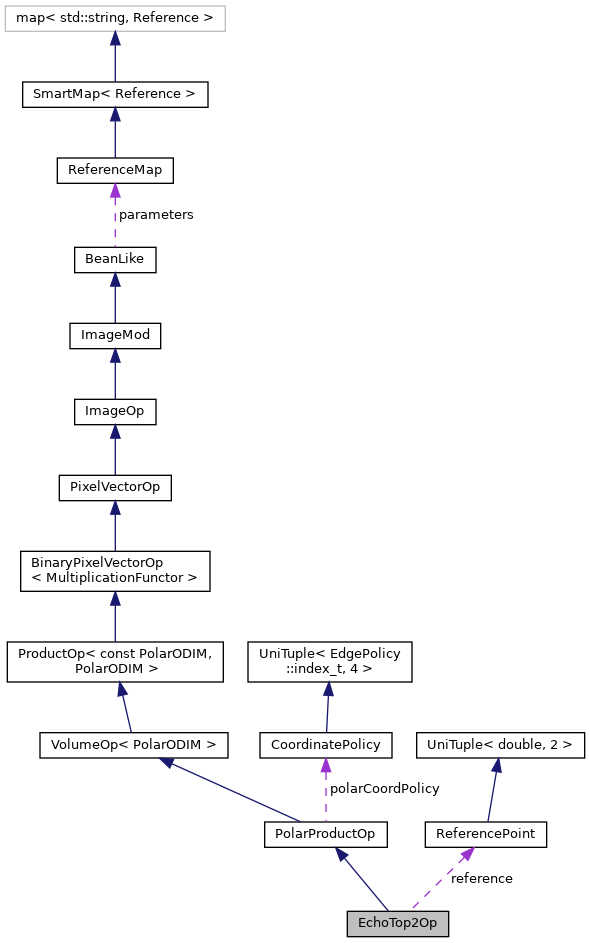 map< std::string, Reference >
SmartMap< Reference >
ReferenceMap
parameters
BeanLike
ImageMod
ImageOp
PixelVectorOp
BinaryPixelVectorOp
< MultiplicationFunctor >
ProductOp< const PolarODIM,
PolarODIM >
UniTuple< EdgePolicy
::index_t, 4 >
VolumeOp< PolarODIM >
CoordinatePolicy
UniTuple< double, 2 >
polarCoordPolicy
PolarProductOp
ReferencePoint
reference
EchoTop2Op